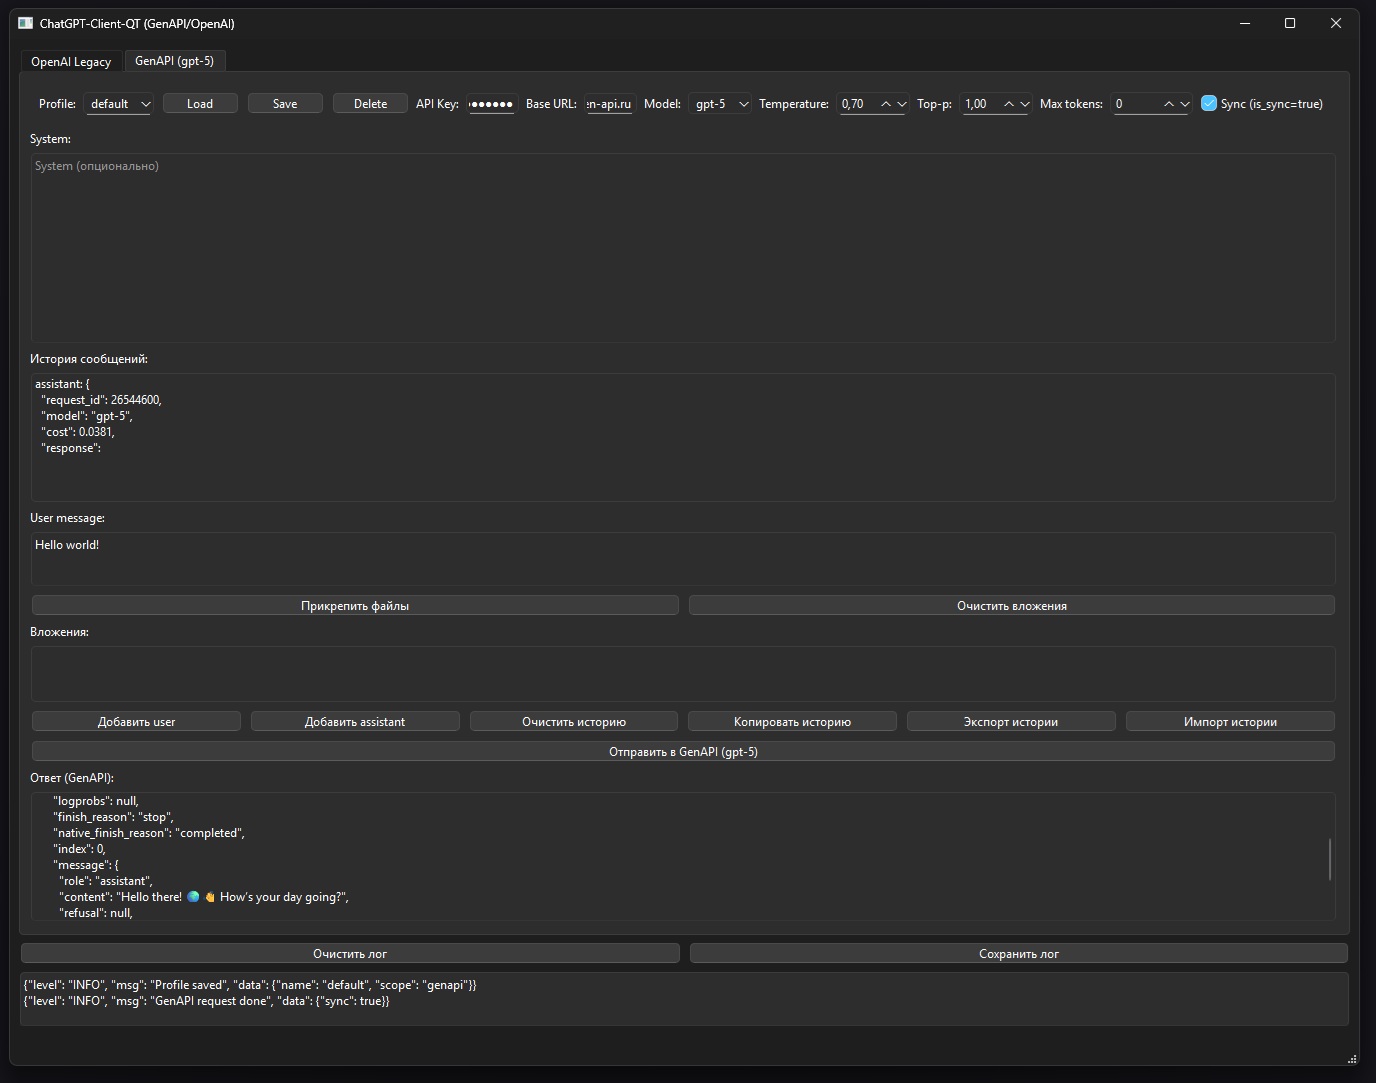 ChatGPT-Client-QT (GenAPI/OpenAI)
OpenAI Legacy GenAPI (gpt-5)
Profile: default Load Save Delete API Key: ●●●●●● Base URL: en-api.ru Model: gpt-5 Temperature: 0,70 Top-p: 1,00 Max tokens: 0 Sync (is_sync=true)
System:
System (опционально)
История сообщений:
assistant: {
"request_id": 26544600,
"model": "gpt-5",
"cost": 0.0381,
"response":
User message:
Hello world!
Прикрепить файлы Очистить вложения
Вложения:
Добавить user Добавить assistant Очистить историю Копировать историю Экспорт истории Импорт истории
Отправить в GenAPI (gpt-5)
Ответ (GenAPI):
"logprobs": null,
"finish_reason": "stop",
"native_finish_reason": "completed",
"index": 0,
"message": {
"role": "assistant",
"content": "Hello there! 🌍 👋 How’s your day going?",
"refusal": null,
Очистить лог Сохранить лог
{"level": "INFO", "msg": "Profile saved", "data": {"name": "default", "scope": "genapi"}}
{"level": "INFO", "msg": "GenAPI request done", "data": {"sync": true}}